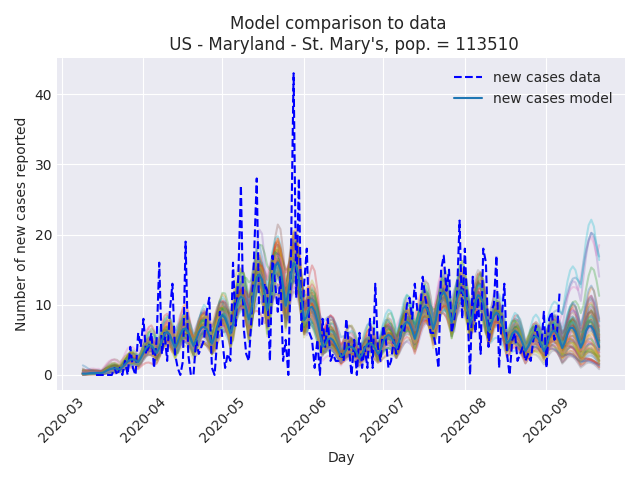 Model comparison to data
US - Maryland - St. Mary's, pop. = 113510
new cases data
new cases model
Number of new cases reported
40
30
20
10
0
2020-03
2020-04
2020-05
2020-06
2020-07
2020-08
2020-09
Day